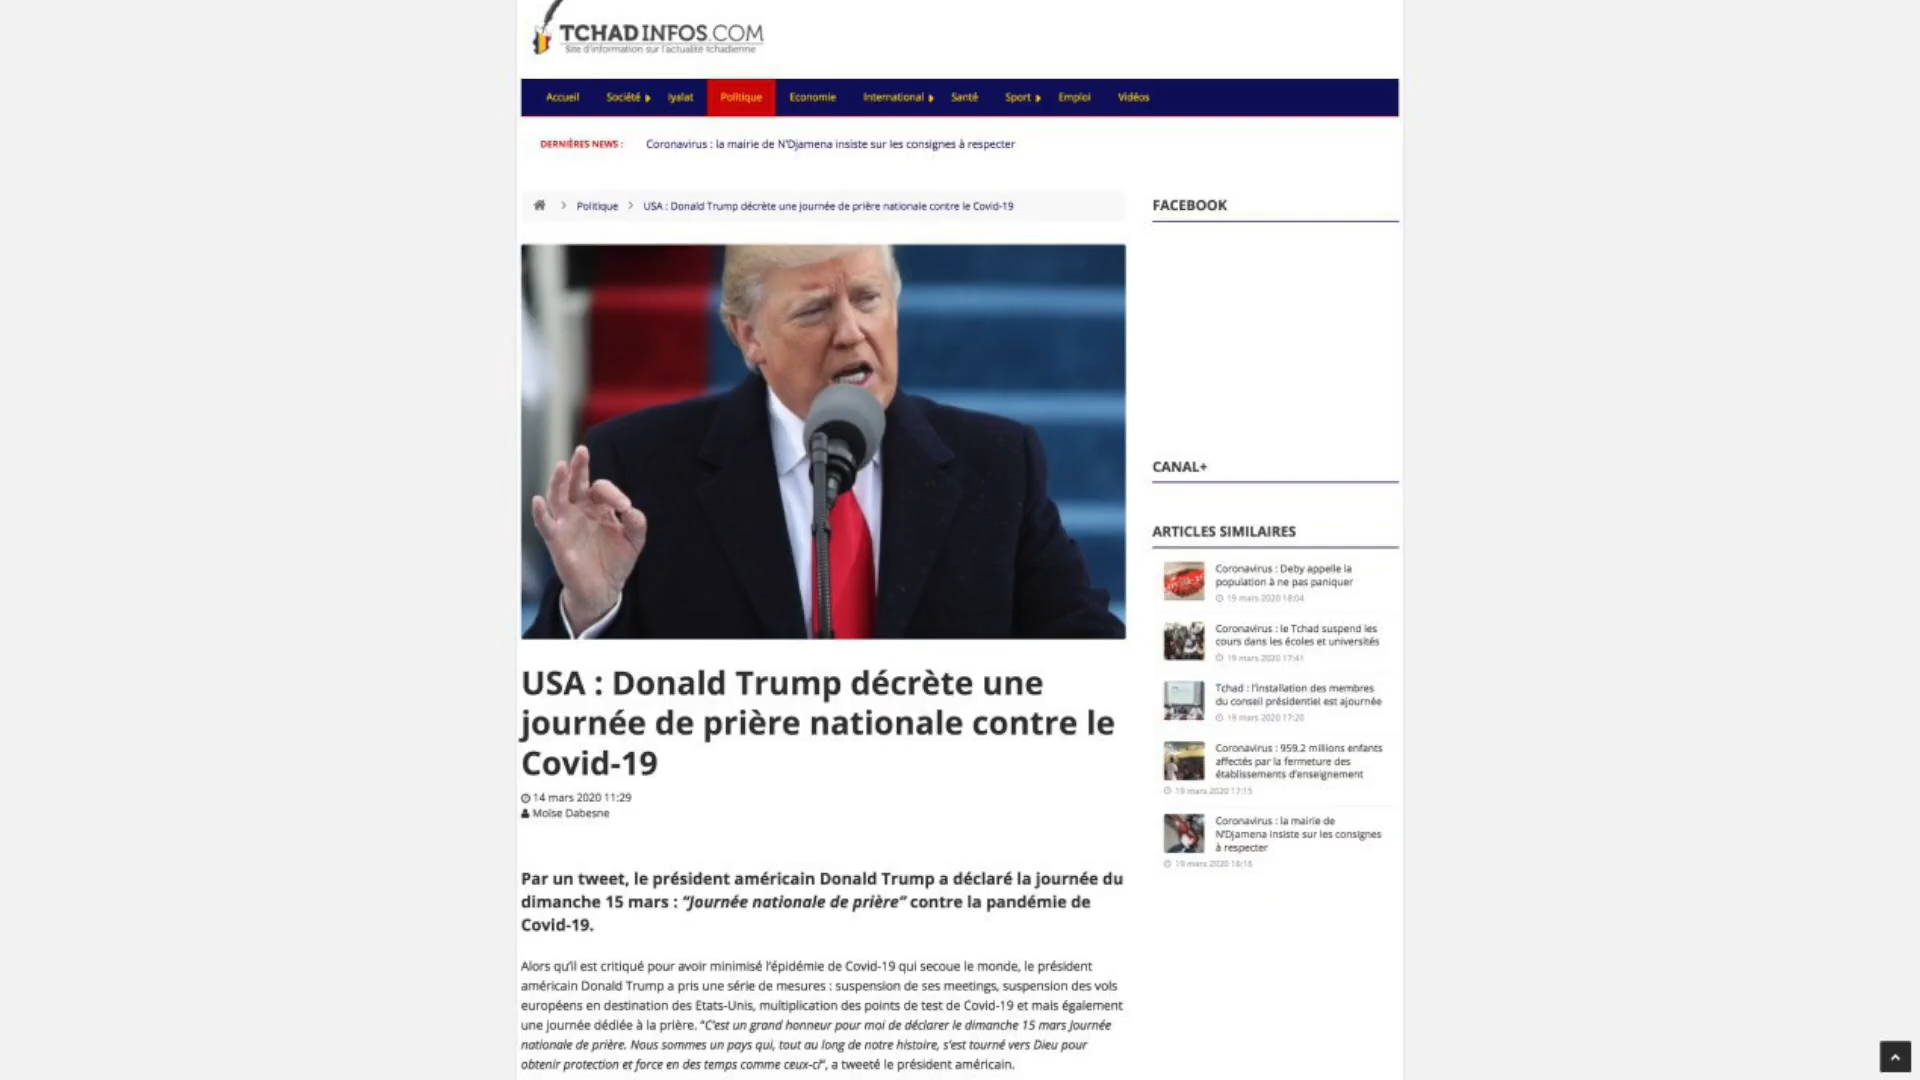 TCHADINFOS.COM
Site d'information sur l'actualité tchadienne
Accueil Société Iyalat Politique Economie International Santé Sport Emploi Vidéos
DERNIÈRES NEWS : Coronavirus : la mairie de N'Djamena insiste sur les consignes à respecter
Politique USA : Donald Trump décrète une journée de prière nationale contre le Covid-19
USA : Donald Trump décrète une
journée de prière nationale contre le
Covid-19
14 mars 2020 11:29
Moïse Dabesne
Par un tweet, le président américain Donald Trump a déclaré la journée du
dimanche 15 mars : “Journée nationale de prière” contre la pandémie de
Covid-19.
Alors qu'il est critiqué pour avoir minimisé l'épidémie de Covid-19 qui secoue le monde, le président
américain Donald Trump a pris une série de mesures : suspension de ses meetings, suspension des vols
européens en destination des Etats-Unis, multiplication des points de test de Covid-19 et mais également
une journée dédiée à la prière. “C'est un grand honneur pour moi de déclarer le dimanche 15 mars Journée
nationale de prière. Nous sommes un pays qui, tout au long de notre histoire, s'est tourné vers Dieu pour
obtenir protection et force en des temps comme ceux-ci”, a tweeté le président américain.
FACEBOOK
CANAL+
ARTICLES SIMILAIRES
Coronavirus : Deby appelle la
population à ne pas paniquer
19 mars 2020 18:04
Coronavirus : le Tchad suspend les
cours dans les écoles et universités
19 mars 2020 17:41
Tchad : l'installation des membres
du conseil présidentiel est ajournée
19 mars 2020 17:20
Coronavirus : 959.2 millions enfants
affectés par la fermeture des
établissements d'enseignement
19 mars 2020 17:15
Coronavirus : la mairie de
N'Djamena insiste sur les consignes
à respecter
19 mars 2020 16:16